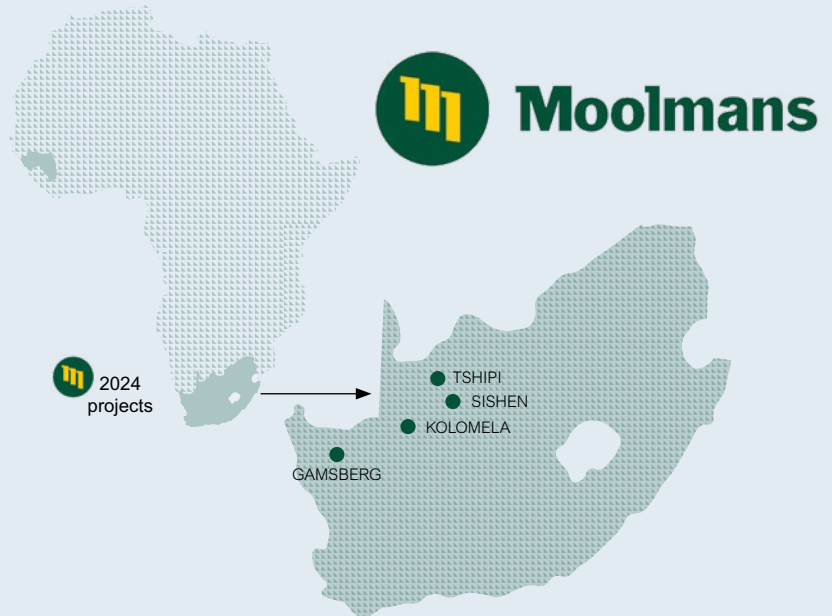 Moolmans
2024
projects
TSHIPI
SISHEN
KOLOMELA
GAMSBERG